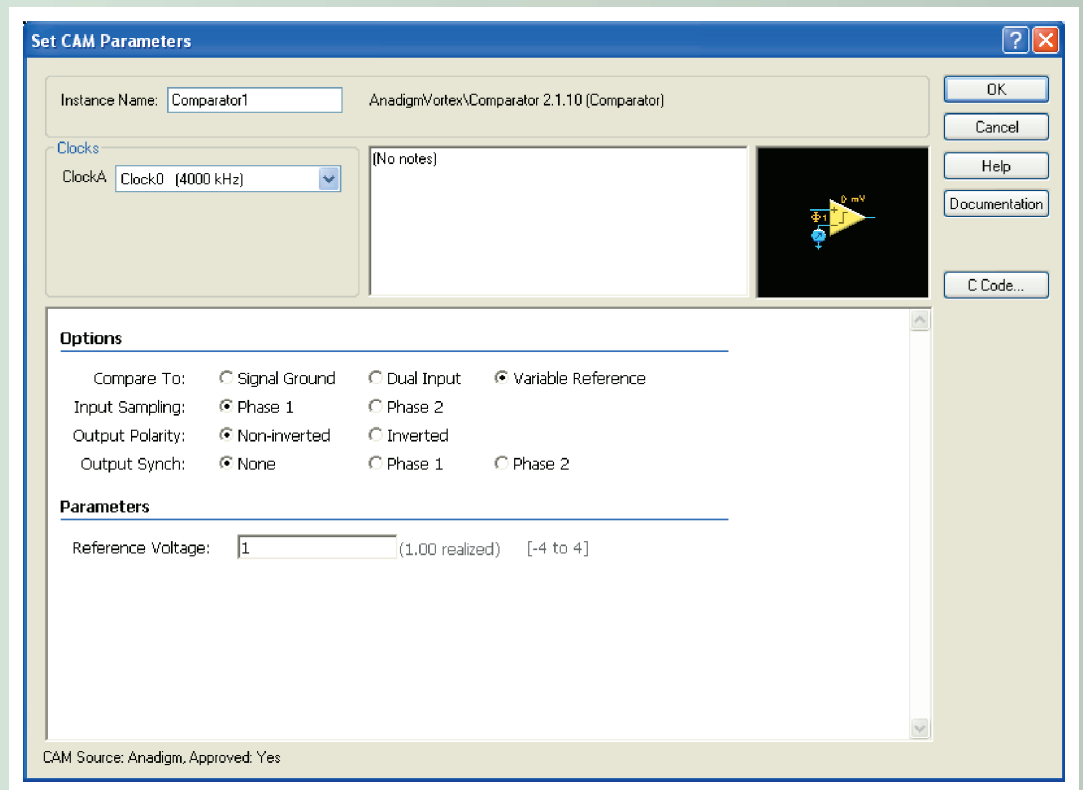 Set CAM Parameters
?
Instance Name: Comparator1 AnadigmVortex\Comparator 2.1.10 (Comparator)
OK
Cancel
Help
Documentation
C Code...
Clocks
ClockA Clock0 (4000 kHz)
(No notes)
0 mV
Φ1
Options
Compare To: Signal Ground Dual Input Variable Reference
Input Sampling: Phase 1 Phase 2
Output Polarity: Non-inverted Inverted
Output Synch: None Phase 1 Phase 2
Parameters
Reference Voltage: 1 (1.00 realized) [-4 to 4]
CAM Source: Anadigm, Approved: Yes